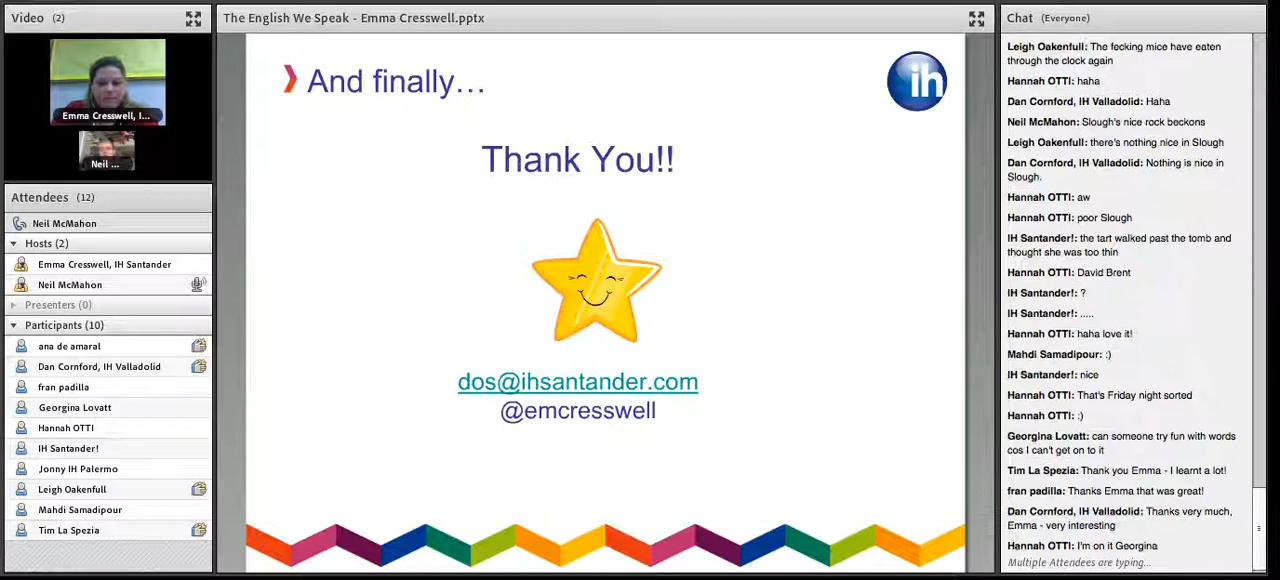 Video (2)
Emma Cresswell, I...
Neil ...
Attendees (12)
Neil McMahon
Hosts (2)
Emma Cresswell, IH Santander
Neil McMahon
Presenters (0)
Participants (10)
ana de amaral
Dan Cornford, IH Valladolid
fran padilla
Georgina Lovatt
Hannah OTTI
IH Santander!
Jonny IH Palermo
Leigh Oakenfull
Mahdi Samadipour
Tim La Spezia
The English We Speak - Emma Cresswell.pptx
And finally...
ih
Thank You!!
dos@ihsantander.com
@emcresswell
Chat (Everyone)
Leigh Oakenfull: The fecking mice have eaten
through the clock again
Hannah OTTI: haha
Dan Cornford, IH Valladolid: Haha
Neil McMahon: Slough's nice rock beckons
Leigh Oakenfull: there's nothing nice in Slough
Dan Cornford, IH Valladolid: Nothing is nice in
Slough.
Hannah OTTI: aw
Hannah OTTI: poor Slough
IH Santander!: the tart walked past the tomb and
thought she was too thin
Hannah OTTI: David Brent
IH Santander!: ?
IH Santander!: .....
Hannah OTTI: haha love it!
Mahdi Samadipour: :)
IH Santander!: nice
Hannah OTTI: That's Friday night sorted
Hannah OTTI: ;)
Georgina Lovatt: can someone try fun with words
cos I can't get on to it
Tim La Spezia: Thank you Emma - I learnt a lot!
fran padilla: Thanks Emma that was great!
Dan Cornford, IH Valladolid: Thanks very much,
Emma - very interesting
Hannah OTTI: I'm on it Georgina
Multiple Attendees are typing...